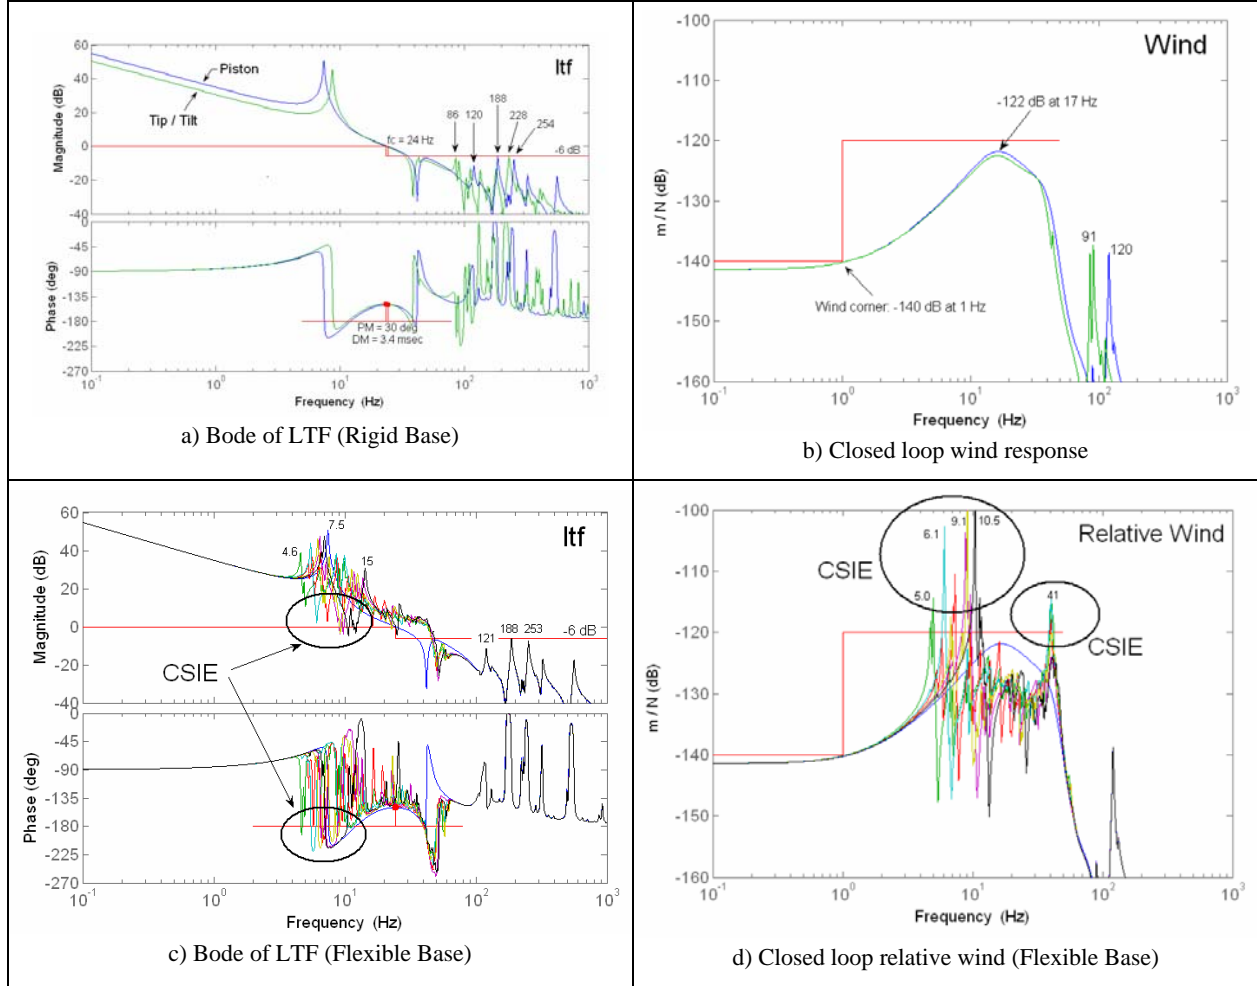 ltf
Magnitude (dB)
60
40
20
0
-20
-40
Piston
Tip / Tilt
fc = 24 Hz
86
120
188
228
254
-6 dB
Phase (deg)
0
-45
-90
-135
-180
-225
-270
PM = 30 deg
DM = 3.4 msec
10-1
100
101
102
103
Frequency (Hz)
a) Bode of LTF (Rigid Base)
Wind
m / N (dB)
-100
-110
-120
-130
-140
-150
-160
-122 dB at 17 Hz
Wind corner: -140 dB at 1 Hz
91
120
10-1
100
101
102
103
Frequency (Hz)
b) Closed loop wind response
ltf
Magnitude (dB)
60
40
20
0
-20
-40
4.6
7.5
15
121
188
253
-6 dB
CSIE
Phase (deg)
0
-45
-90
-135
-180
-225
-270
10-1
100
101
102
103
Frequency (Hz)
c) Bode of LTF (Flexible Base)
Relative Wind
m / N (dB)
-100
-110
-120
-130
-140
-150
-160
5.0
6.1
9.1
10.5
41
CSIE
CSIE
10-1
100
101
102
103
Frequency (Hz)
d) Closed loop relative wind (Flexible Base)